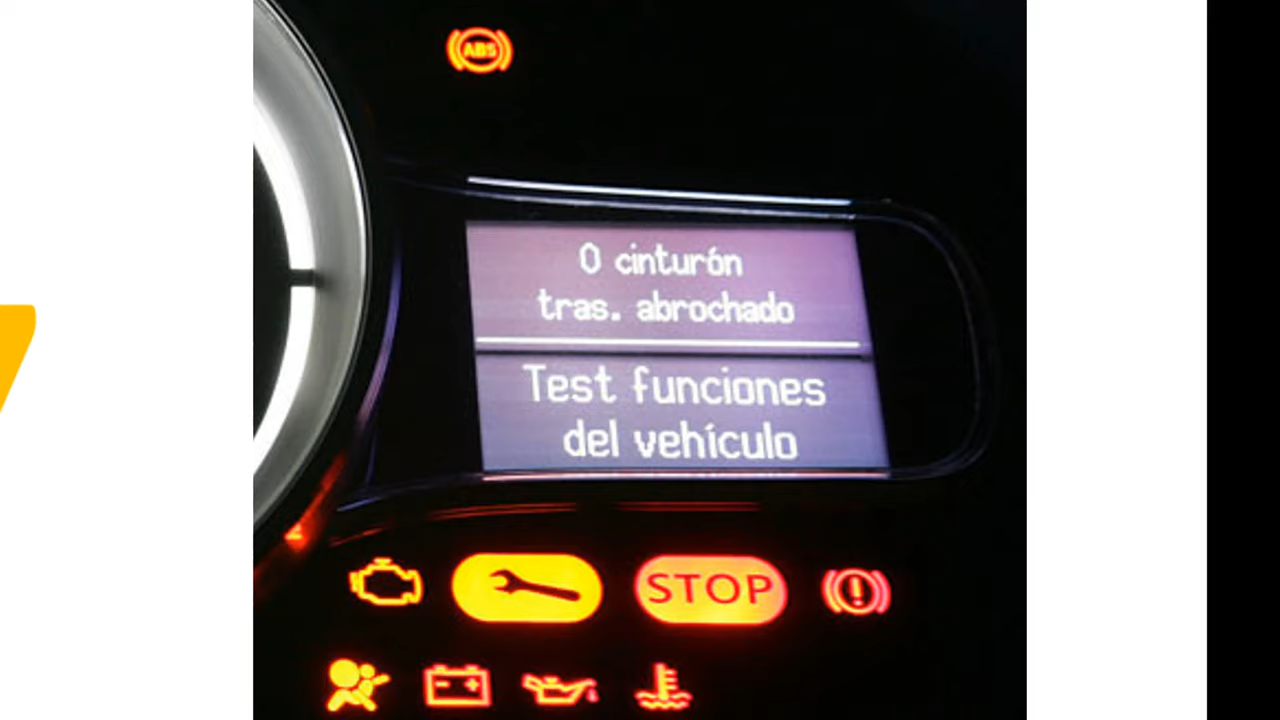 ABS
0 cinturón
tras. abrochado
Test funciones
del vehículo
STOP